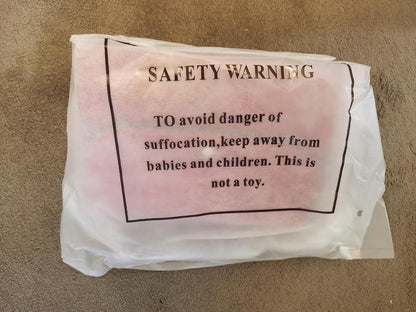 SAFETY WARNING
TO avoid danger of
suffocation,keep away from
babies and children. This is
not a toy.